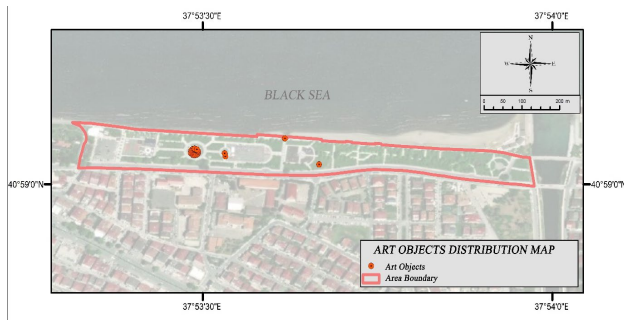 37°53'30"E 37°54'0"E
N
W E
S
0 50 100 200 m
BLACK SEA
40°59'0"N 40°59'0"N
ART OBJECTS DISTRIBUTION MAP
Art Objects
Area Boundary
37°53'30"E 37°54'0"E